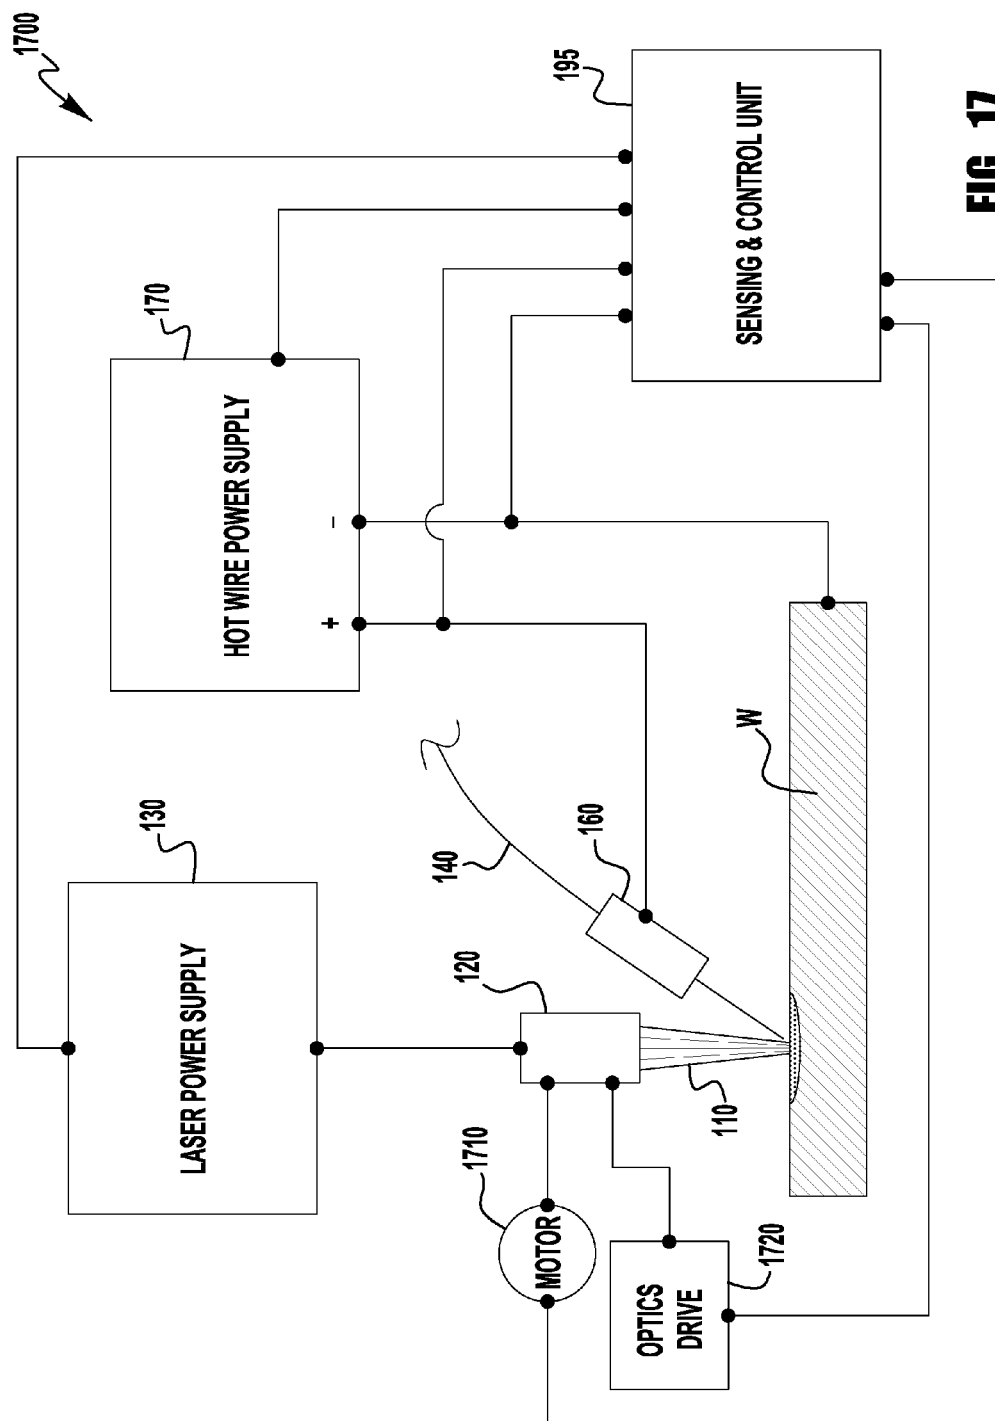 1700
195
SENSING & CONTROL UNIT
170
HOT WIRE POWER SUPPLY
+
-
130
LASER POWER SUPPLY
140
160
120
110
W
1710
MOTOR
1720
OPTICS
DRIVE
FIG. 17